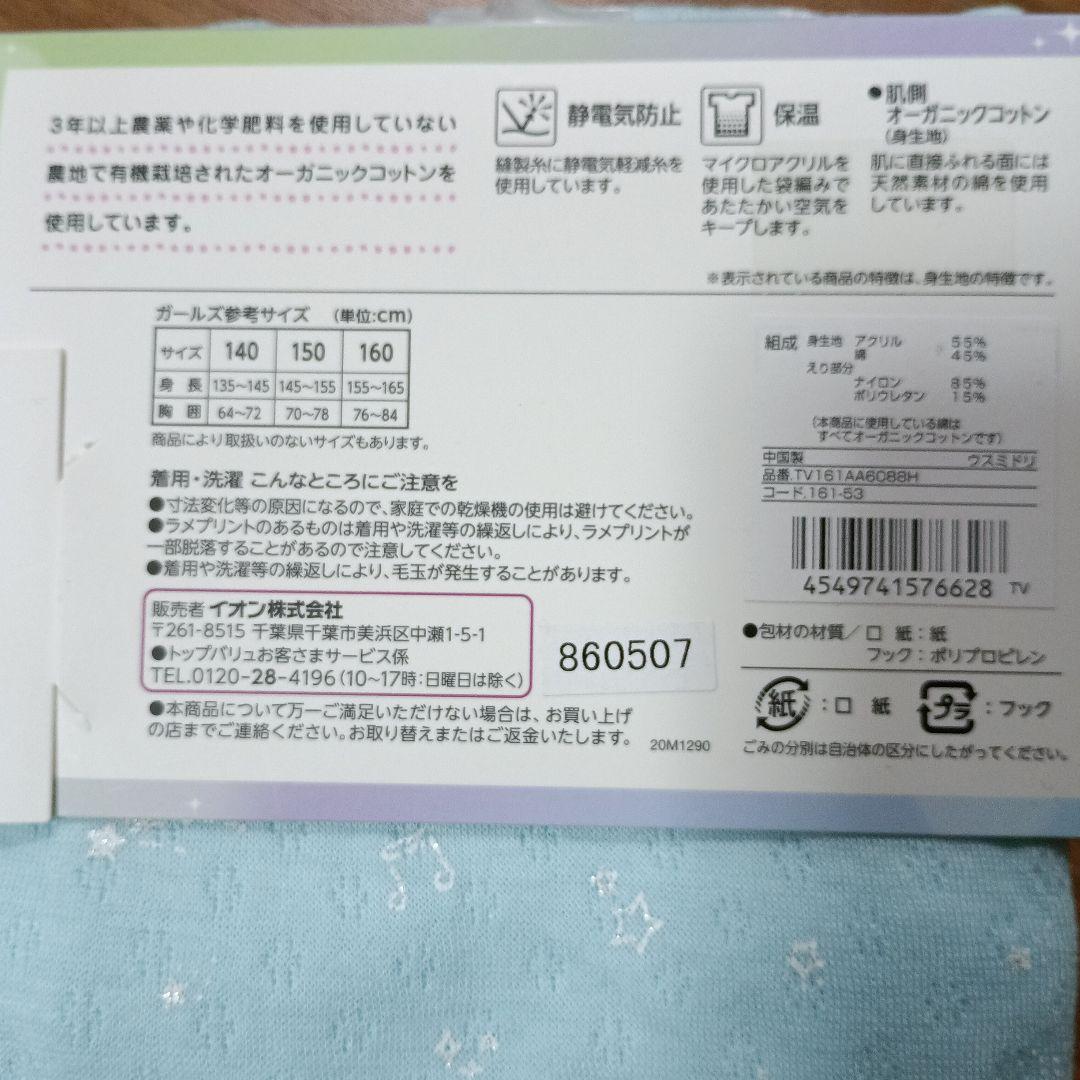 3年以上農薬や化学肥料を使用していない
農地で有機栽培されたオーガニックコットンを
使用しています。
静電気防止
縫製糸に静電気軽減糸を
使用しています。
保温
マイクロアクリルを
使用した袋編みで
あたたかい空気を
キープします。
●肌側
オーガニックコットン
(身生地)
肌に直接ふれる面には
天然素材の綿を使用
しています。
※表示されている商品の特徴は、身生地の特徴です。
ガールズ参考サイズ (単位:cm)
サイズ 140 150 160
身長 135~145 145~155 155~165
胸囲 64~72 70~78 76~84
商品により取扱いのないサイズもあります。
着用・洗濯 こんなところにご注意を
●寸法変化等の原因になるので、家庭での乾燥機の使用は避けてください。
●ラメプリントのあるものは着用や洗濯等の繰返しにより、ラメプリントが
一部脱落することがあるので注意してください。
●着用や洗濯等の繰返しにより、毛玉が発生することがあります。
販売者 イオン株式会社
〒261-8515 千葉県千葉市美浜区中瀬1-5-1
●トップバリュお客さまサービス係
TEL.0120-28-4196(10~17時:日曜日は除く)
●本商品について万一ご満足いただけない場合は、お買い上げ
の店までご連絡ください。お取り替えまたはご返金いたします。
20M1290
860507
組成 身生地 アクリル 55%
綿 45%
えり部分
ナイロン 85%
ポリウレタン 15%
(本商品に使用している綿は
すべてオーガニックコットンです)
中国製 ウスミドリ
品番.TV161AA6088H
コード.161-53
4549741576628 TV
●包材の材質/口 紙:紙
フック:ポリプロピレン
紙:口 紙 プラ:フック
ごみの分別は自治体の区分にしたがってください。